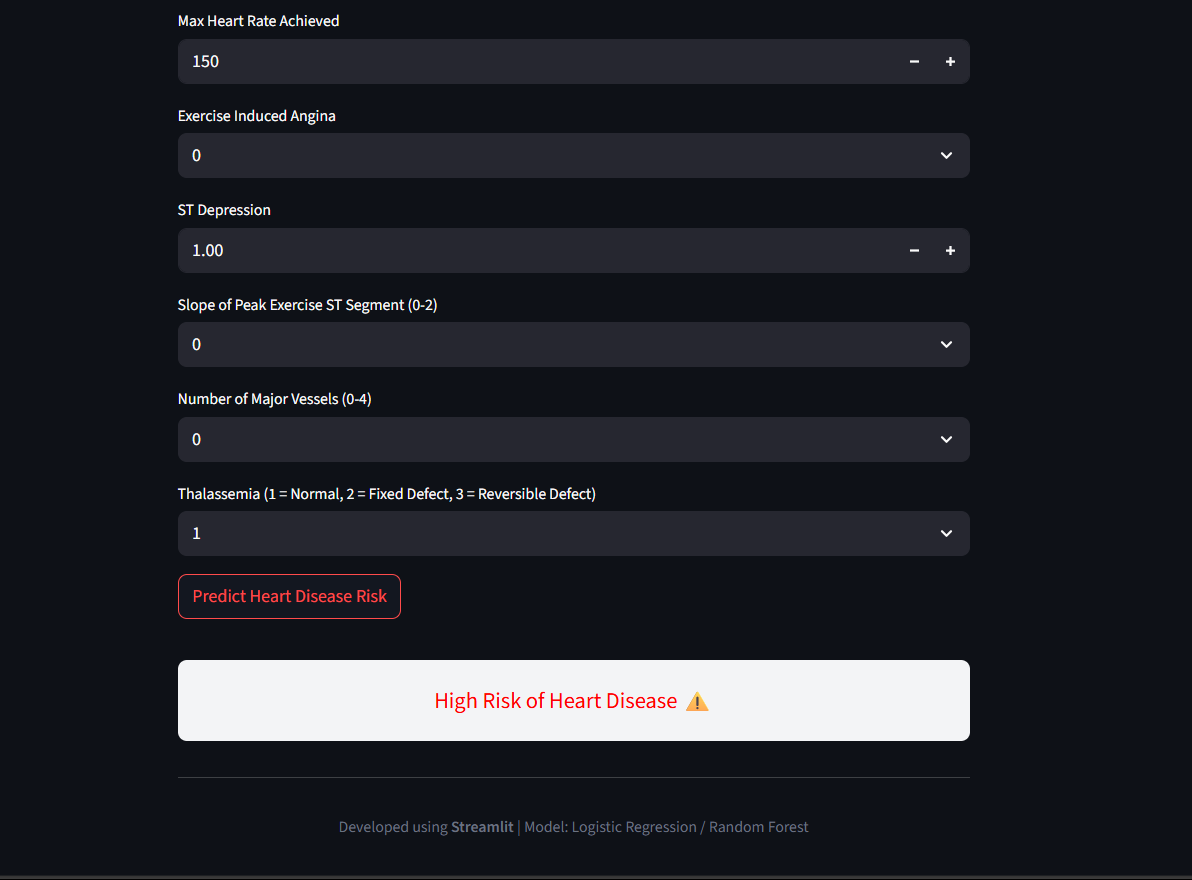 Max Heart Rate Achieved
150
Exercise Induced Angina
0
ST Depression
1.00
Slope of Peak Exercise ST Segment (0-2)
0
Number of Major Vessels (0-4)
0
Thalassemia (1 = Normal, 2 = Fixed Defect, 3 = Reversible Defect)
1
Predict Heart Disease Risk
High Risk of Heart Disease ⚠️
Developed using Streamlit | Model: Logistic Regression / Random Forest